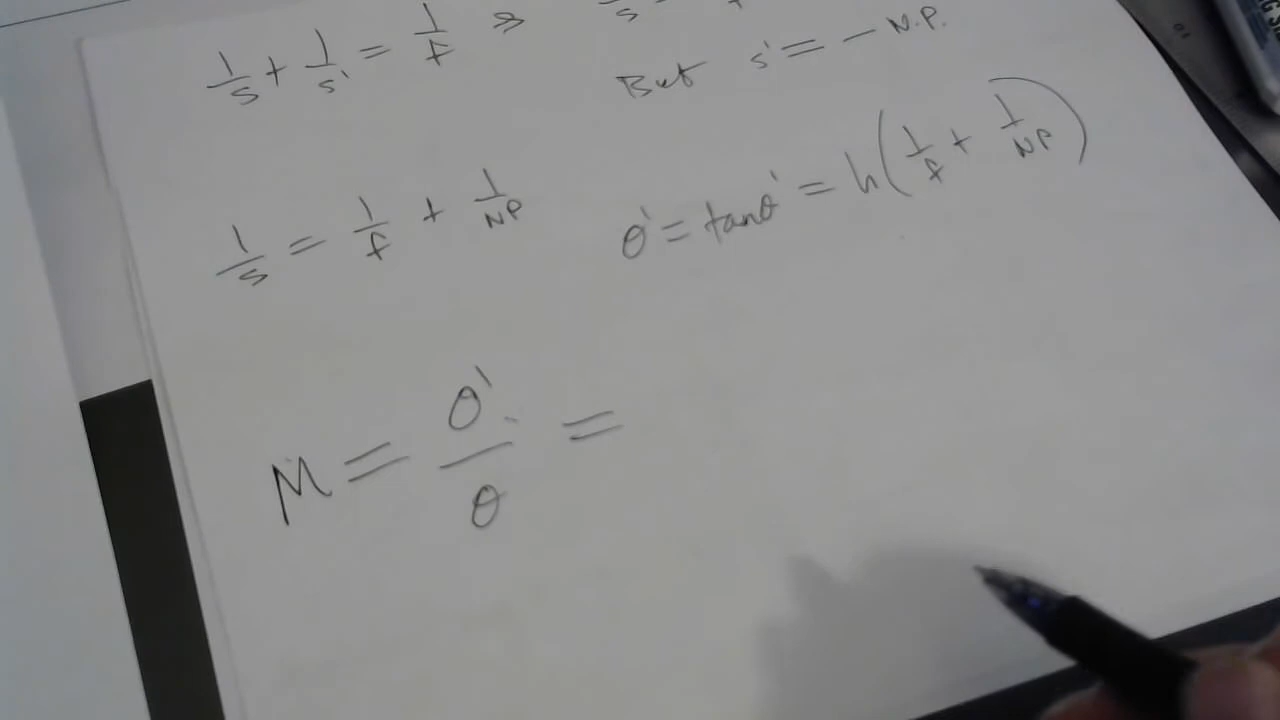 1/s + 1/s' = 1/f ⇒
But s' = − N.P.
1/s = 1/f + 1/NP
θ' = tanθ' = h(1/f + 1/NP)
M = θ'/θ =